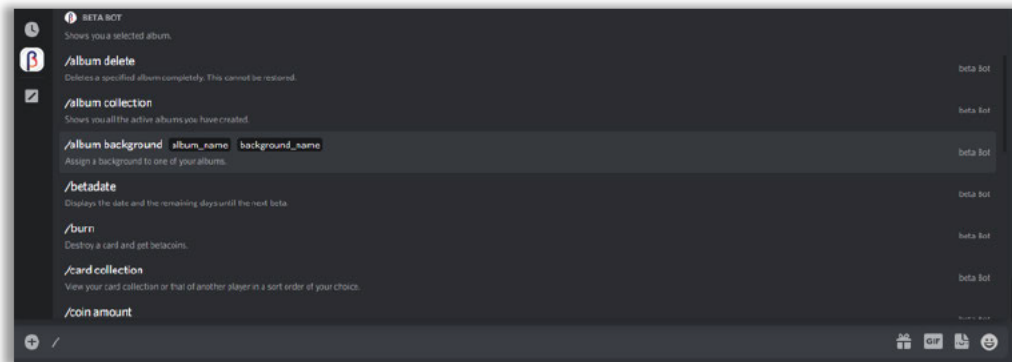 BETA BOT
Shows you a selected album.
/album delete
Deletes a specified album completely. This cannot be restored.
beta Bot
/album collection
Shows you all the active albums you have created.
beta Bot
/album background album_name background_name
Assign a background to one of your albums.
beta Bot
/betadate
Displays the date and the remaining days until the next beta.
beta Bot
/burn
Destroy a card and get betacoins.
beta Bot
/card collection
View your card collection or that of another player in a sort order of your choice.
beta Bot
/coin amount
/
GIF